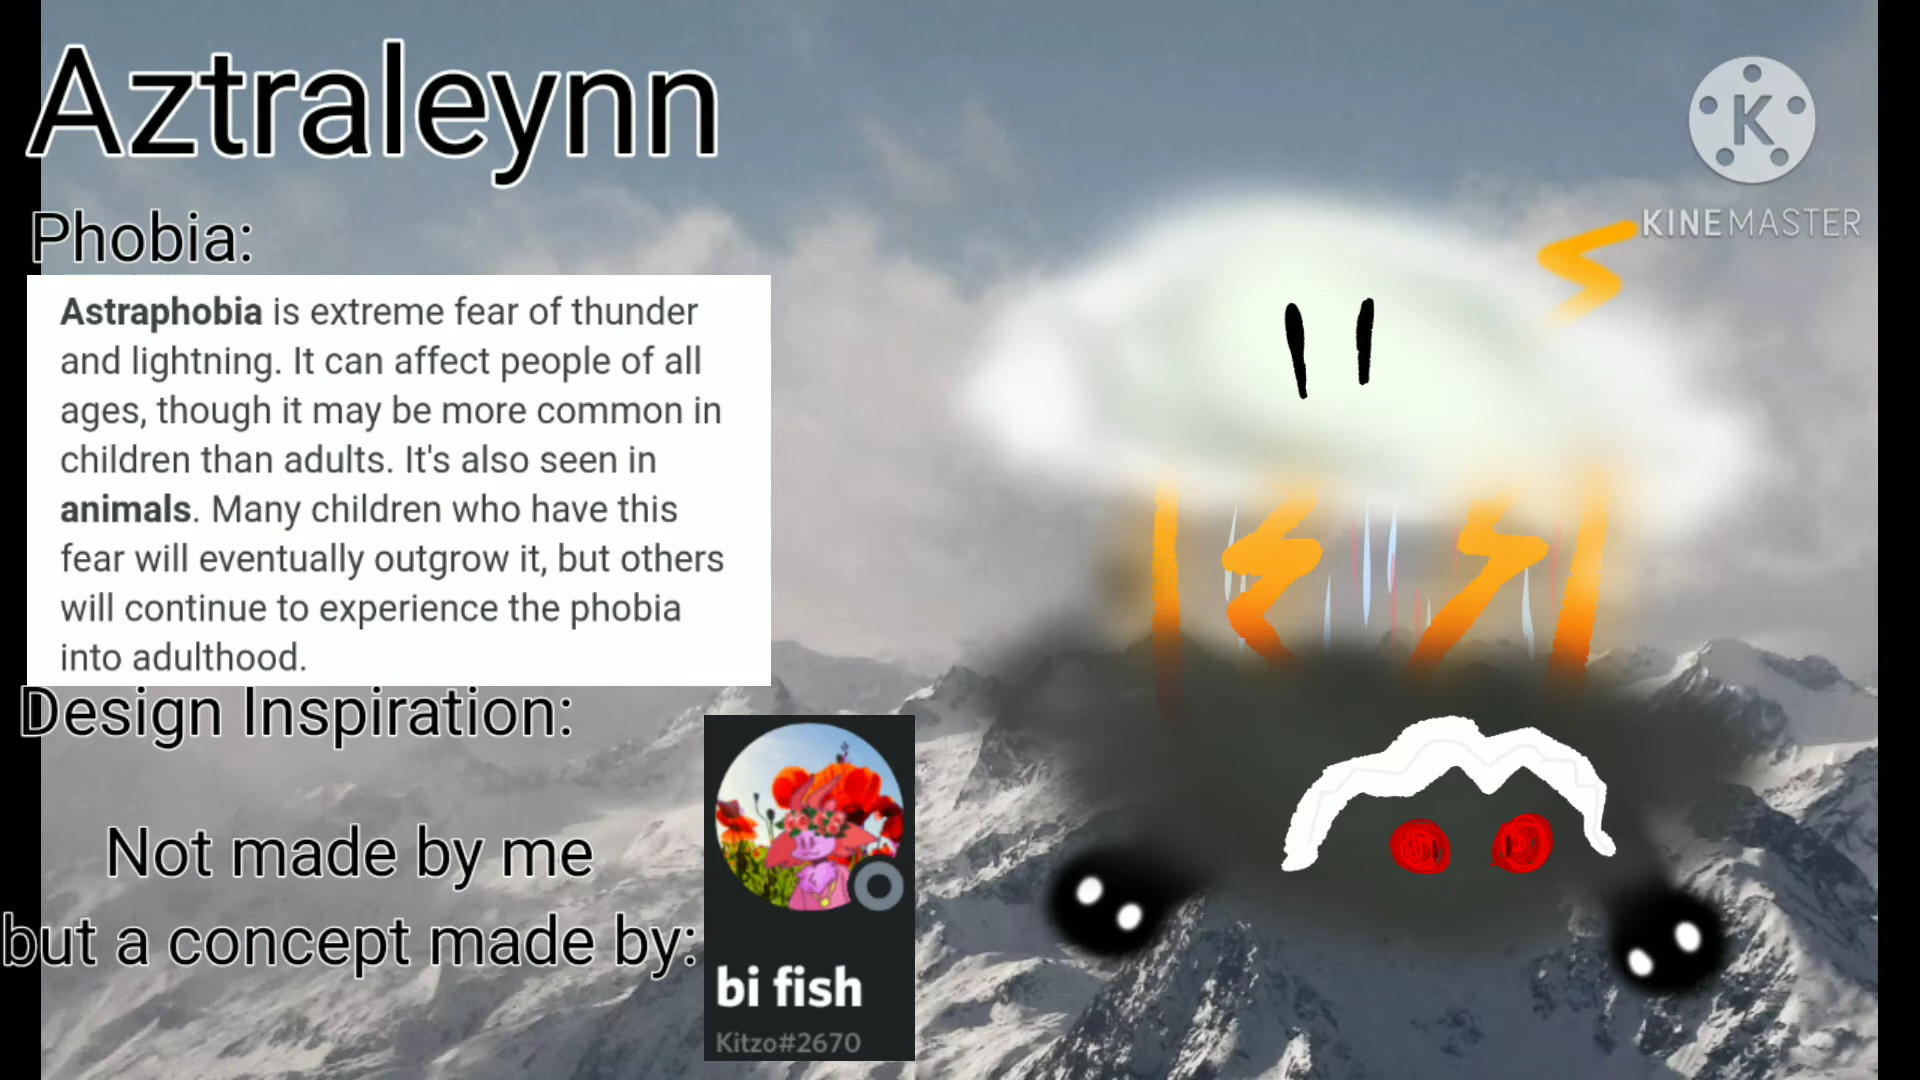 Aztraleynn
Phobia:
Astraphobia is extreme fear of thunder
and lightning. It can affect people of all
ages, though it may be more common in
children than adults. It's also seen in
animals. Many children who have this
fear will eventually outgrow it, but others
will continue to experience the phobia
into adulthood.
Design Inspiration:
Not made by me
but a concept made by:
bi fish
Kitzo#2670
K
KINEMASTER